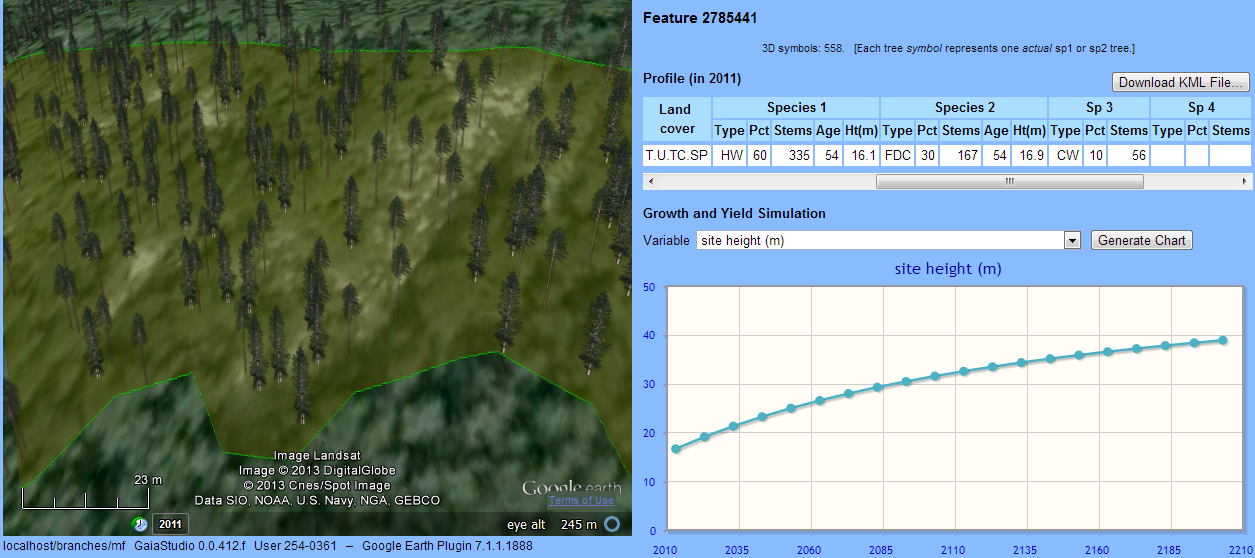 Image Landsat
Image © 2013 DigitalGlobe
© 2013 Cnes/Spot Image
Data SIO, NOAA, U.S. Navy, NGA, GEBCO
23 m
Google earth
Terms of Use
2011
eye alt 245 m
localhost/branches/mf GaiaStudio 0.0.412.f User 254-0361 – Google Earth Plugin 7.1.1.1888
Feature 2785441
3D symbols: 558. [Each tree symbol represents one actual sp1 or sp2 tree.]
Profile (in 2011)
Download KML File...
Land cover Species 1 Species 2 Sp 3 Sp 4
Type Pct Stems Age Ht(m) Type Pct Stems Age Ht(m) Type Pct Stems Type Pct Stems
T.U.TC.SP HW 60 335 54 16.1 FDC 30 167 54 16.9 CW 10 56
Growth and Yield Simulation
Variable site height (m) Generate Chart
site height (m)
50
40
30
20
10
0
2010 2035 2060 2085 2110 2135 2160 2185 2210